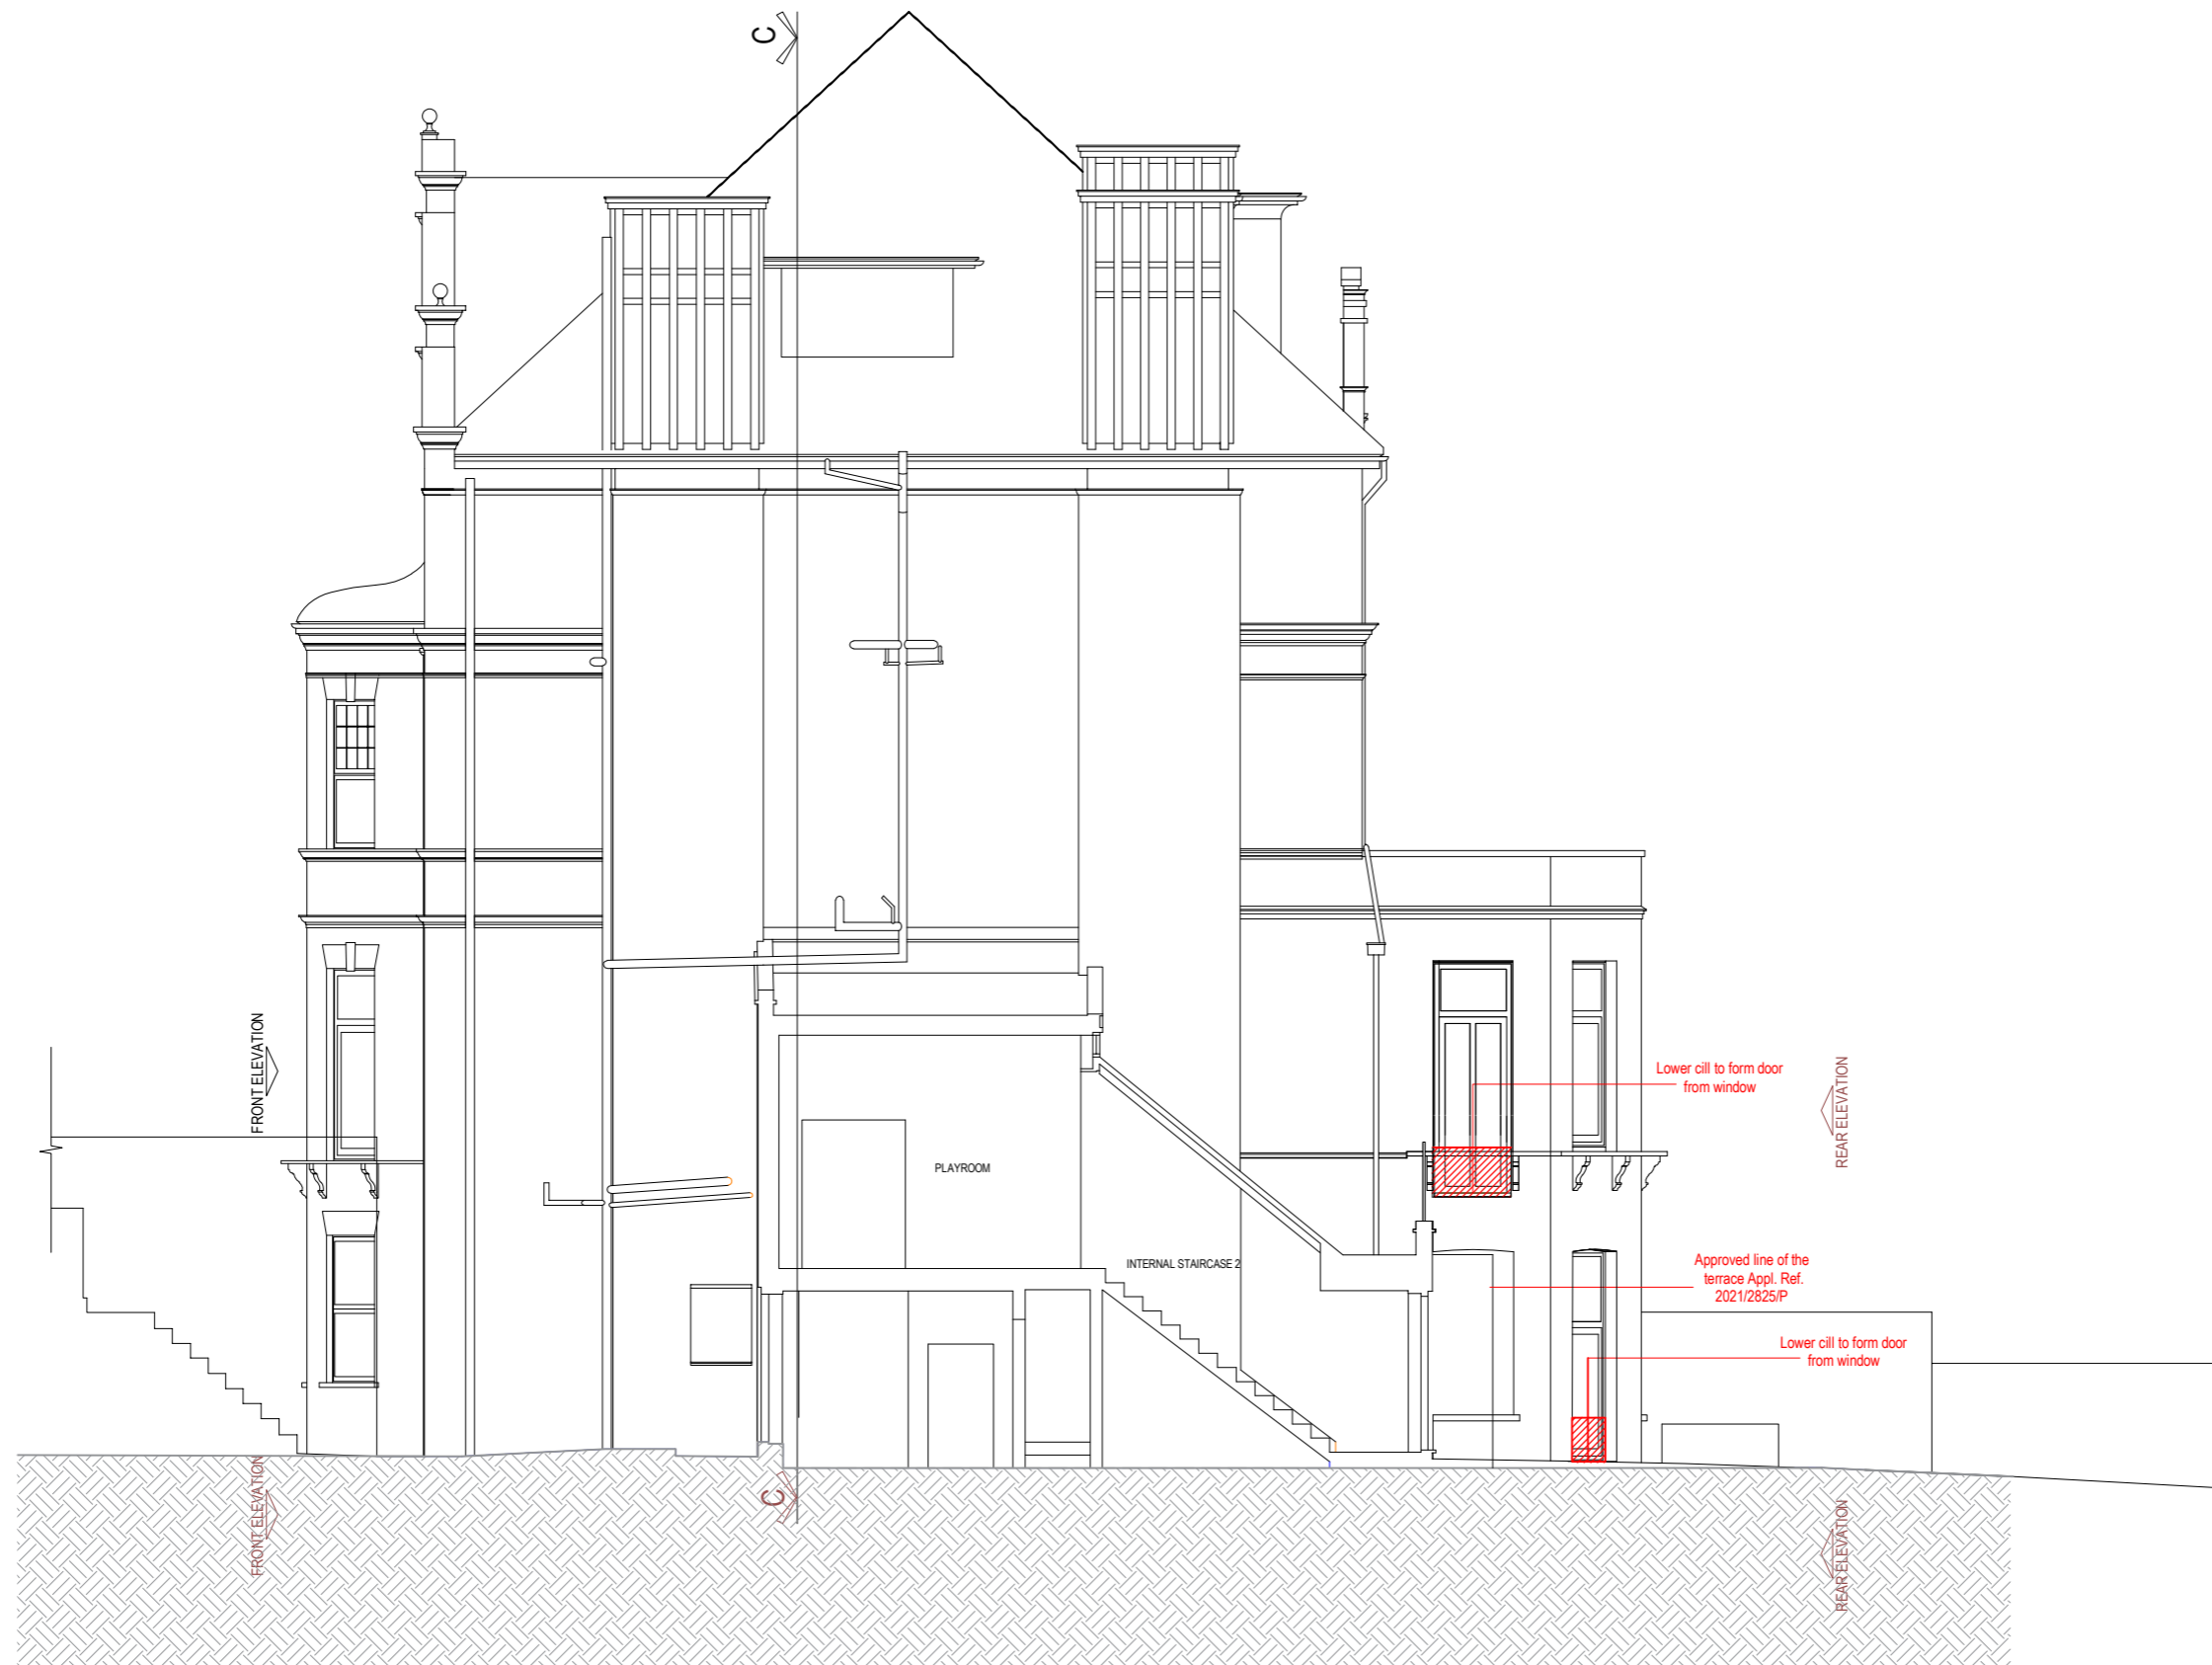 C
FRONT ELEVATION
Lower cill to form door
from window
REAR ELEVATION
PLAYROOM
INTERNAL STAIRCASE 2
Approved line of the
terrace Appl. Ref.
2021/2825/P
Lower cill to form door
from window
FRONT ELEVATION
C
REAR ELEVATION